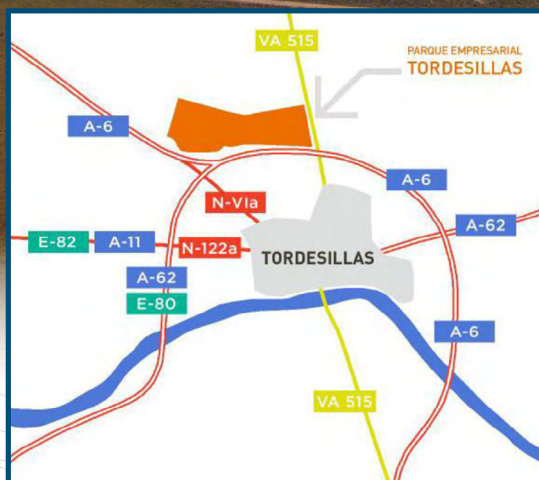 VA 515
PARQUE EMPRESARIAL
TORDESILLAS
A-6
A-6
N-VIa
A-62
E-82
A-11
N-122a
TORDESILLAS
A-62
E-80
A-6
VA 515